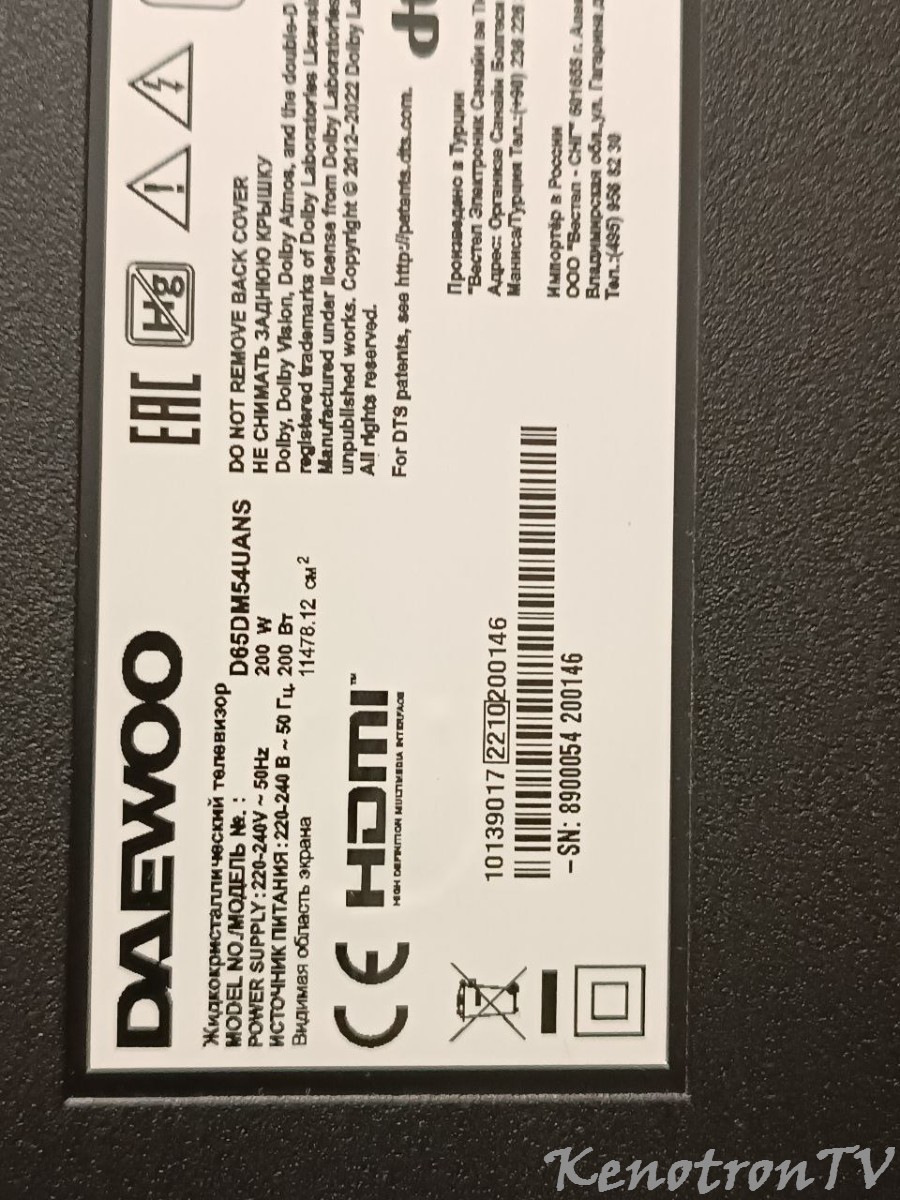 DAEWOO
Жидкокристаллический телевизор
MODEL NO./МОДЕЛЬ №. : D65DM54UANS
POWER SUPPLY : 220-240V ~ 50Hz 200 W
ИСТОЧНИК ПИТАНИЯ : 220-240 В ~ 50 Гц. 200 Вт
Видимая область экрана 11478.12 см²
CE
HDMI™
HIGH DEFINITION MULTIMEDIA INTERFACE
EAC
Hg
DO NOT REMOVE BACK COVER
НЕ СНИМАТЬ ЗАДНЮЮ КРЫШКУ
Dolby, Dolby Vision, Dolby Atmos, and the double-D
registered trademarks of Dolby Laboratories Licens
Manufactured under license from Dolby Laboratories
unpublished works. Copyright © 2012-2022 Dolby La
All rights reserved.
For DTS patents, see http://patents.dts.com.
10139017 2210 200146
-SN: 8900054 200146
Произведено в Турции
"Вестел Электроник Санайи ве Т
Адрес: Организе Санайи Болгеси
Маниса/Турция Тел.:(+90) 236 226
Импортёр в России
ООО "Вестел - СНГ" 601655 г. Алек
Владимирская обл.,ул. Гагарина,д
Тел.:(495) 956 82 30
KenotronTV